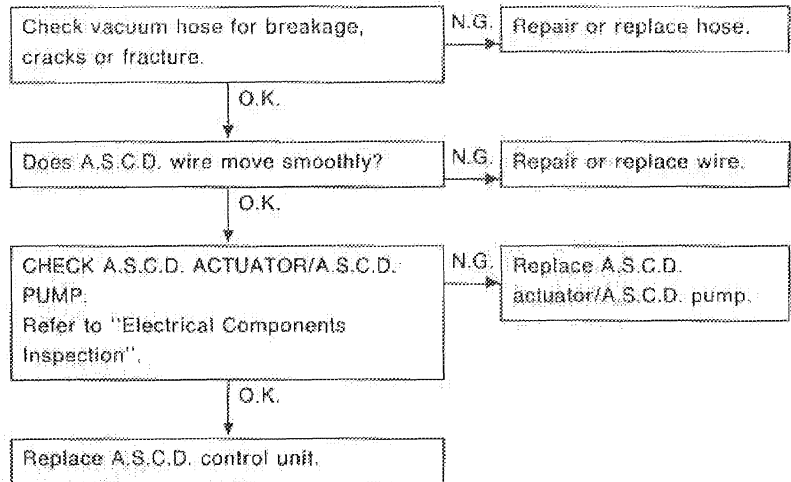 Check vacuum hose for breakage,
cracks or fracture.
N.G.
Repair or replace hose.
O.K.
Does A.S.C.D. wire move smoothly?
N.G.
Repair or replace wire.
O.K.
CHECK A.S.C.D. ACTUATOR/A.S.C.D.
PUMP.
Refer to "Electrical Components
Inspection".
N.G.
Replace A.S.C.D.
actuator/A.S.C.D. pump.
O.K.
Replace A.S.C.D. control unit.